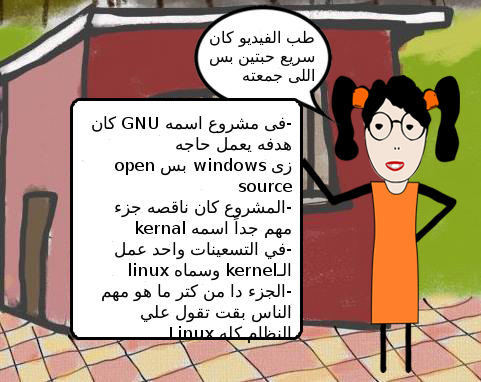 طب الفيديو كان
سريع حبتين بس
اللى جمعته
-فى مشروع اسمه GNU كان
هدفه يعمل حاجه
زى windows بس open
source
-المشروع كان ناقصه جزء
مهم جداً اسمه kernal
-في التسعينات واحد عمل
الـkernel وسماه linux
-الجزء دا من كتر ما هو مهم
الناس بقت تقول علي
النظام كله Linux